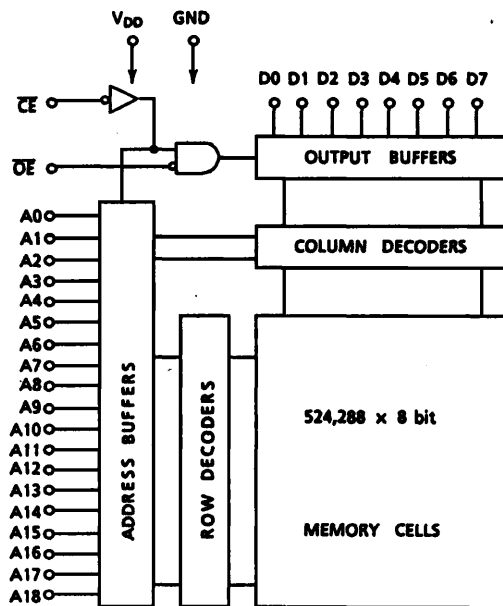 VDD GND
C̅E̅
D0 D1 D2 D3 D4 D5 D6 D7
O̅E̅
OUTPUT BUFFERS
A0
A1
COLUMN DECODERS
A2
A3
A4
A5
A6
A7
A8
A9
524,288 x 8 bit
A10
A11
A12
A13
A14
A15
MEMORY CELLS
A16
A17
A18
ADDRESS BUFFERS
ROW DECODERS